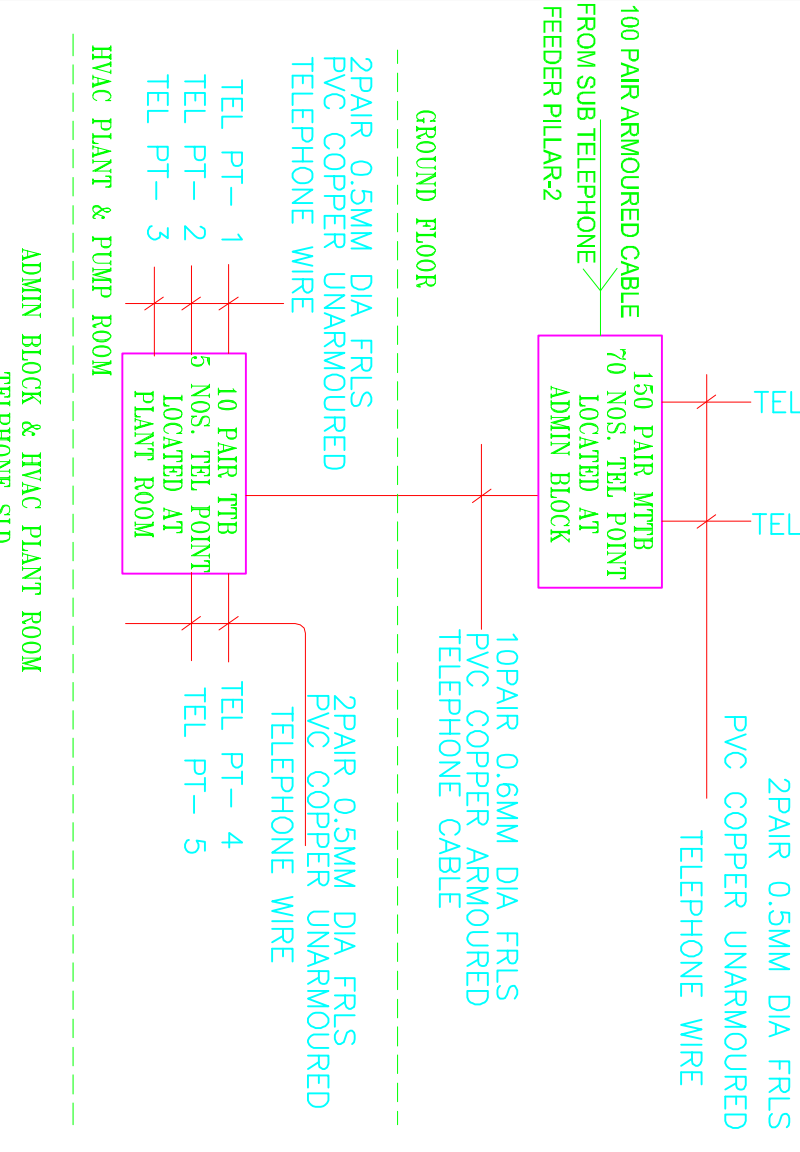 TEL
TEL
2PAIR 0.5MM DIA FRLS
PVC COPPER UNARMOURED
TELEPHONE WIRE
100 PAIR ARMOURED CABLE
FROM SUB TELEPHONE
FEEDER PILLAR-2
150 PAIR MTTB
70 NOS. TEL POINT
LOCATED AT
ADMIN BLOCK
10PAIR 0.6MM DIA FRLS
PVC COPPER ARMOURED
TELEPHONE CABLE
GROUND FLOOR
2PAIR 0.5MM DIA FRLS
PVC COPPER UNARMOURED
TELEPHONE WIRE
TEL PT- 1
TEL PT- 2
TEL PT- 3
10 PAIR TTB
5 NOS. TEL POINT
LOCATED AT
PLANT ROOM
2PAIR 0.5MM DIA FRLS
PVC COPPER UNARMOURED
TELEPHONE WIRE
TEL PT- 4
TEL PT- 5
HVAC PLANT & PUMP ROOM
ADMIN BLOCK & HVAC PLANT ROOM
TELEPHONE SLD